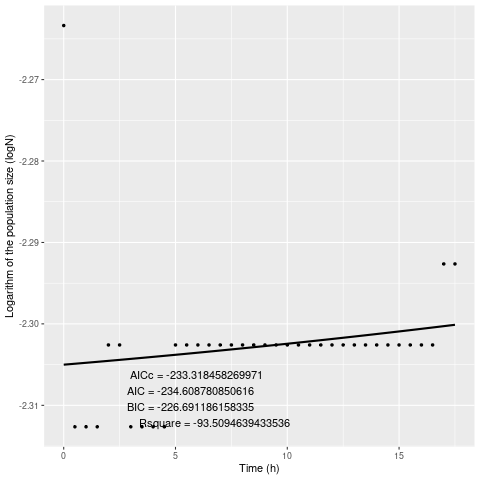 -2.27
-2.28
-2.29
-2.30
-2.31
Logarithm of the population size (logN)
AICc = -233.318458269971
AIC = -234.608780850616
BIC = -226.691186158335
Rsquare = -93.5094639433536
0 5 10 15
Time (h)